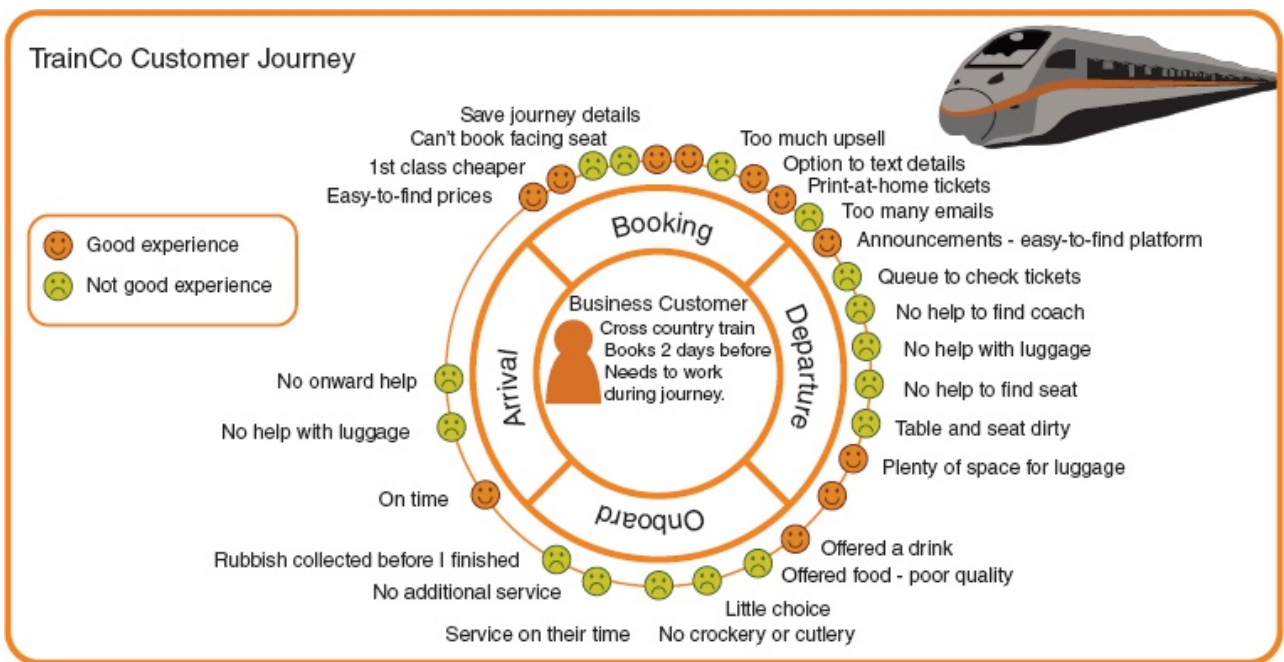 TrainCo Customer Journey
Save journey details
Can't book facing seat
1st class cheaper
Easy-to-find prices
Too much upsell
Option to text details
Print-at-home tickets
Too many emails
Announcements - easy-to-find platform
Queue to check tickets
No help to find coach
No help with luggage
No help to find seat
Table and seat dirty
Plenty of space for luggage
Offered a drink
Offered food - poor quality
Little choice
No crockery or cutlery
Service on their time
No additional service
Rubbish collected before I finished
On time
No help with luggage
No onward help
Good experience
Not good experience
Booking
Departure
Onboard
Arrival
Business Customer
Cross country train
Books 2 days before
Needs to work
during journey.